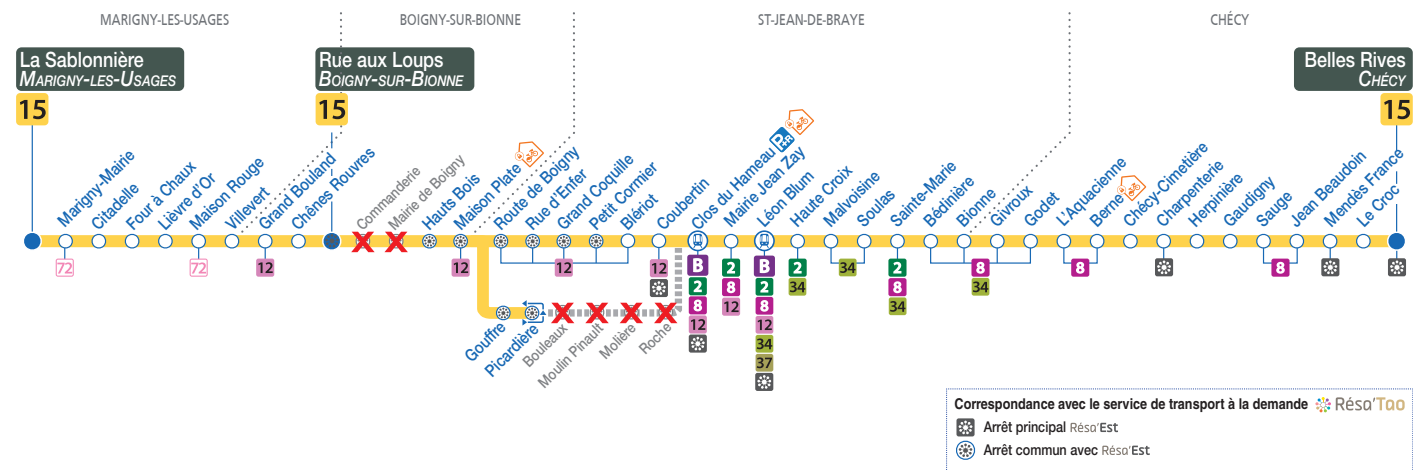 MARIGNY-LES-USAGES
BOIGNY-SUR-BIONNE
ST-JEAN-DE-BRAYE
CHÉCY
La Sablonnière
MARIGNY-LES-USAGES
15
Rue aux Loups
BOIGNY-SUR-BIONNE
15
Belles Rives
CHÉCY
15
Marigny-Mairie
Citadelle
Four à Chaux
Lièvre d'Or
Maison Rouge
Villevert
Grand Bouland
Chênes Rouvres
Commanderie
Mairie de Boigny
Hauts Bois
Maison Plate
Route de Boigny
Rue d'Enfer
Grand Coquille
Petit Cormier
Blériot
Coubertin
Clos du Hameau
P+R
Mairie Jean Zay
Léon Blum
Haute Croix
Malvoisine
Soulas
Sainte-Marie
Bédinière
Bionne
Givroux
Godet
L'Aquacienne
Berne
Chécy-Cimetière
Charpenterie
Herpinière
Gaudigny
Sauge
Jean Beaudoin
Mendès France
Le Croc
72
72
12
12
12
12
B
2
8
12
2
8
12
B
2
8
12
34
37
2
34
34
2
8
34
8
34
8
8
Gouffre
Picardière
Bouleaux
Moulin Pinault
Molière
Roche
Correspondance avec le service de transport à la demande Résa'Tao
Arrêt principal Résa'Est
Arrêt commun avec Résa'Est